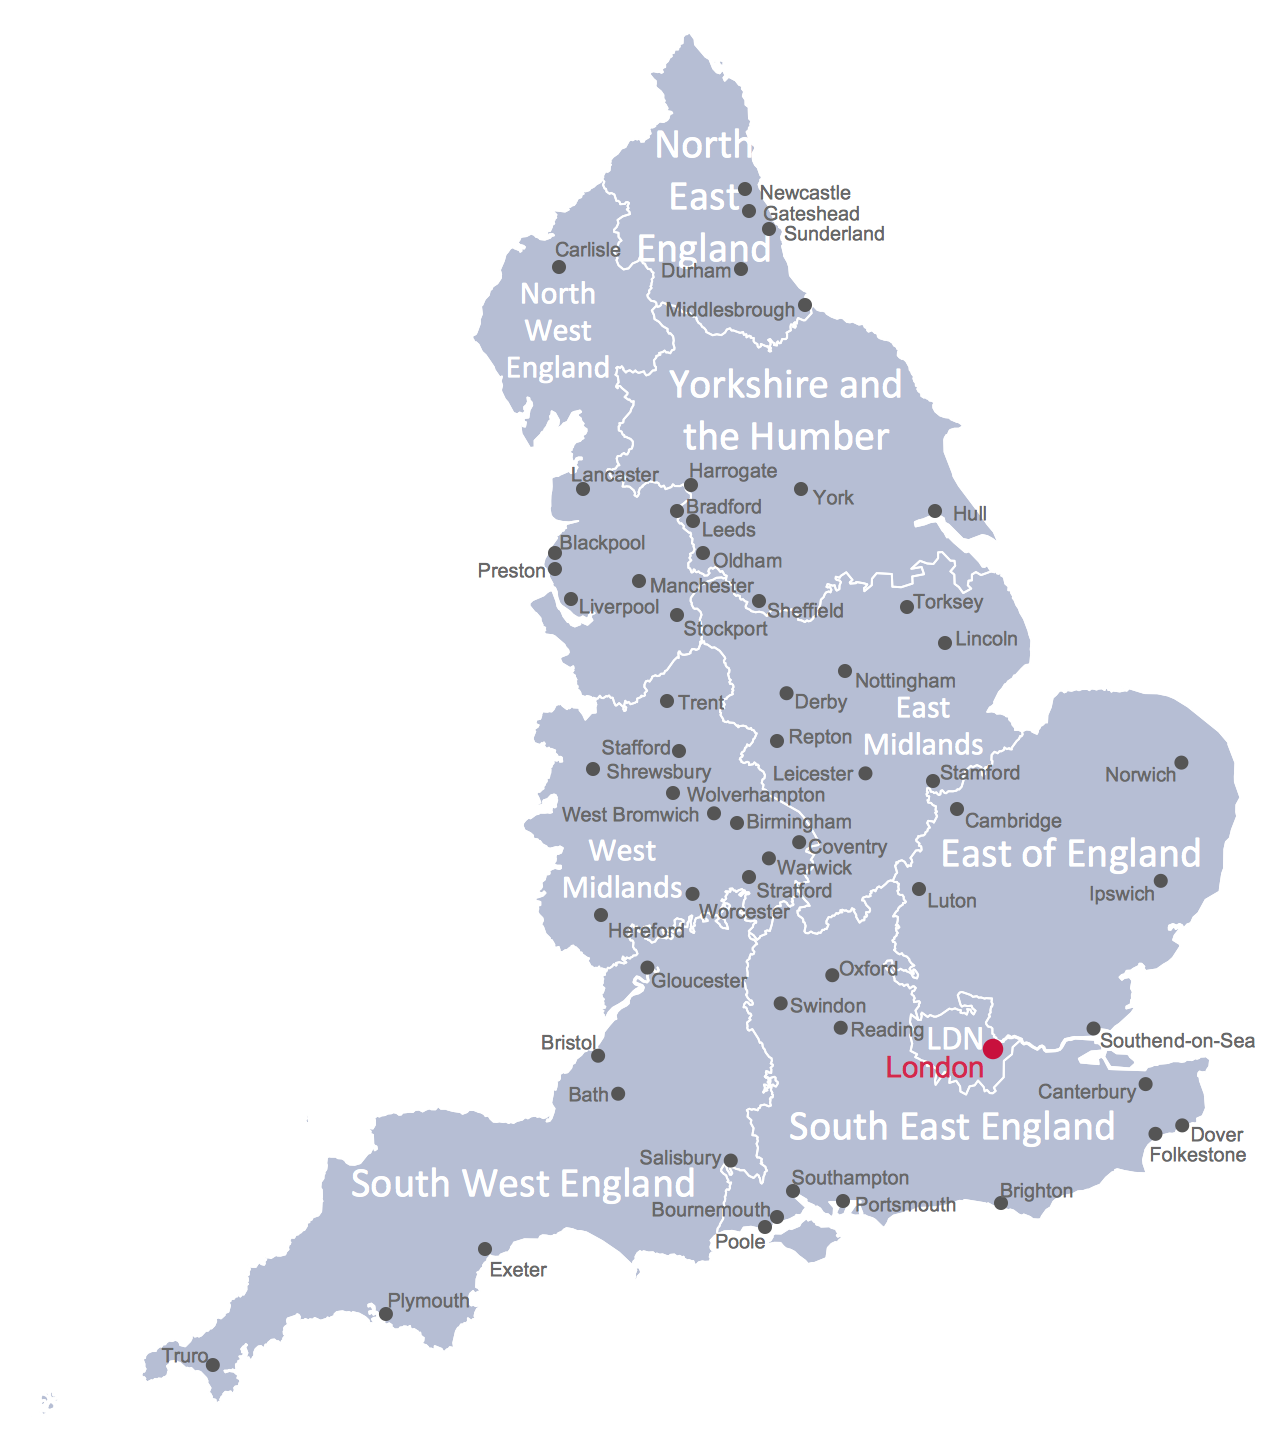 North
East
England
Newcastle
Gateshead
Sunderland
Carlisle
Durham
Middlesbrough
North
West
England
Yorkshire and
the Humber
Lancaster
Harrogate
York
Bradford
Leeds
Hull
Blackpool
Oldham
Preston
Manchester
Liverpool
Sheffield
Torksey
Stockport
Lincoln
Nottingham
Trent
Derby
East
Midlands
Repton
Stafford
Shrewsbury
Leicester
Stamford
Norwich
Wolverhampton
West Bromwich
Birmingham
Cambridge
Coventry
East of England
West
Midlands
Warwick
Stratford
Ipswich
Luton
Worcester
Hereford
Oxford
Gloucester
Swindon
Reading
LDN
London
Southend-on-Sea
Bristol
Bath
Canterbury
South East England
Dover
Folkestone
Salisbury
South West England
Southampton
Brighton
Portsmouth
Bournemouth
Poole
Exeter
Plymouth
Truro